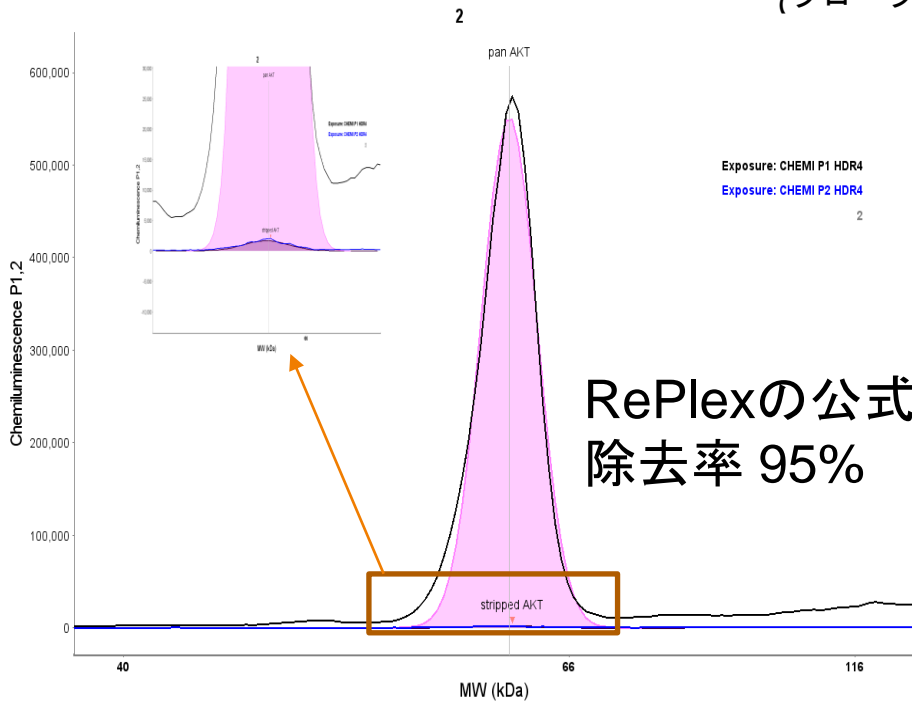 2
pan AKT
600,000
500,000
400,000
300,000
200,000
100,000
0
Chemiluminescence P1,2
Exposure: CHEMI P1 HDR4
Exposure: CHEMI P2 HDR4
2
2
pan AKT
Exposure: CHEMI P1 HDR4
Exposure: CHEMI P2 HDR4
Chemiluminescence P1,2
stripped AKT
MW (kDa)
RePlexの公式
除去率 95%
stripped AKT
40
66
116
MW (kDa)